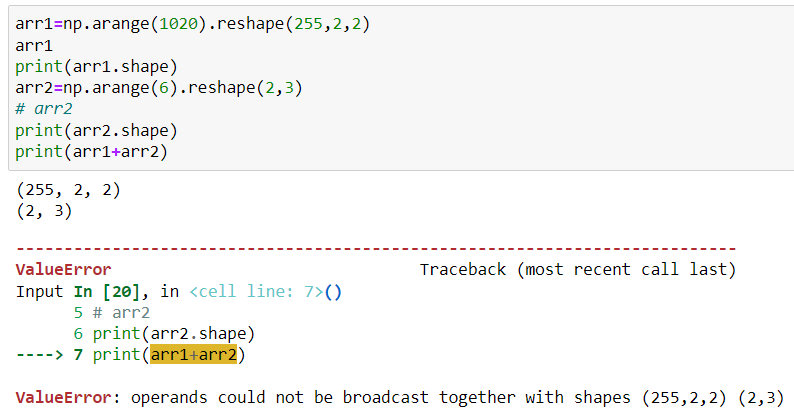 arr1=np.arange(1020).reshape(255,2,2)
arr1
print(arr1.shape)
arr2=np.arange(6).reshape(2,3)
# arr2
print(arr2.shape)
print(arr1+arr2)
(255, 2, 2)
(2, 3)
---------------------------------------------------------------------------
ValueError                                Traceback (most recent call last)
Input In [20], in <cell line: 7>()
      5 # arr2
      6 print(arr2.shape)
----> 7 print(arr1+arr2)
ValueError: operands could not be broadcast together with shapes (255,2,2) (2,3)